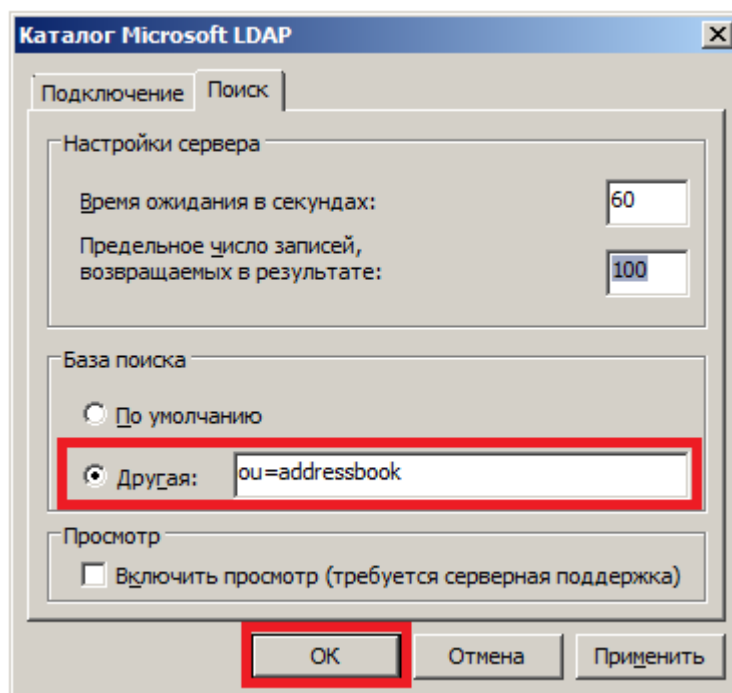 Каталог Microsoft LDAP
Подключение
Поиск
Настройки сервера
Время ожидания в секундах:
60
Предельное число записей,
возвращаемых в результате:
100
База поиска
По умолчанию
Другая:
ou=addressbook
Просмотр
Включить просмотр (требуется серверная поддержка)
ОК
Отмена
Применить